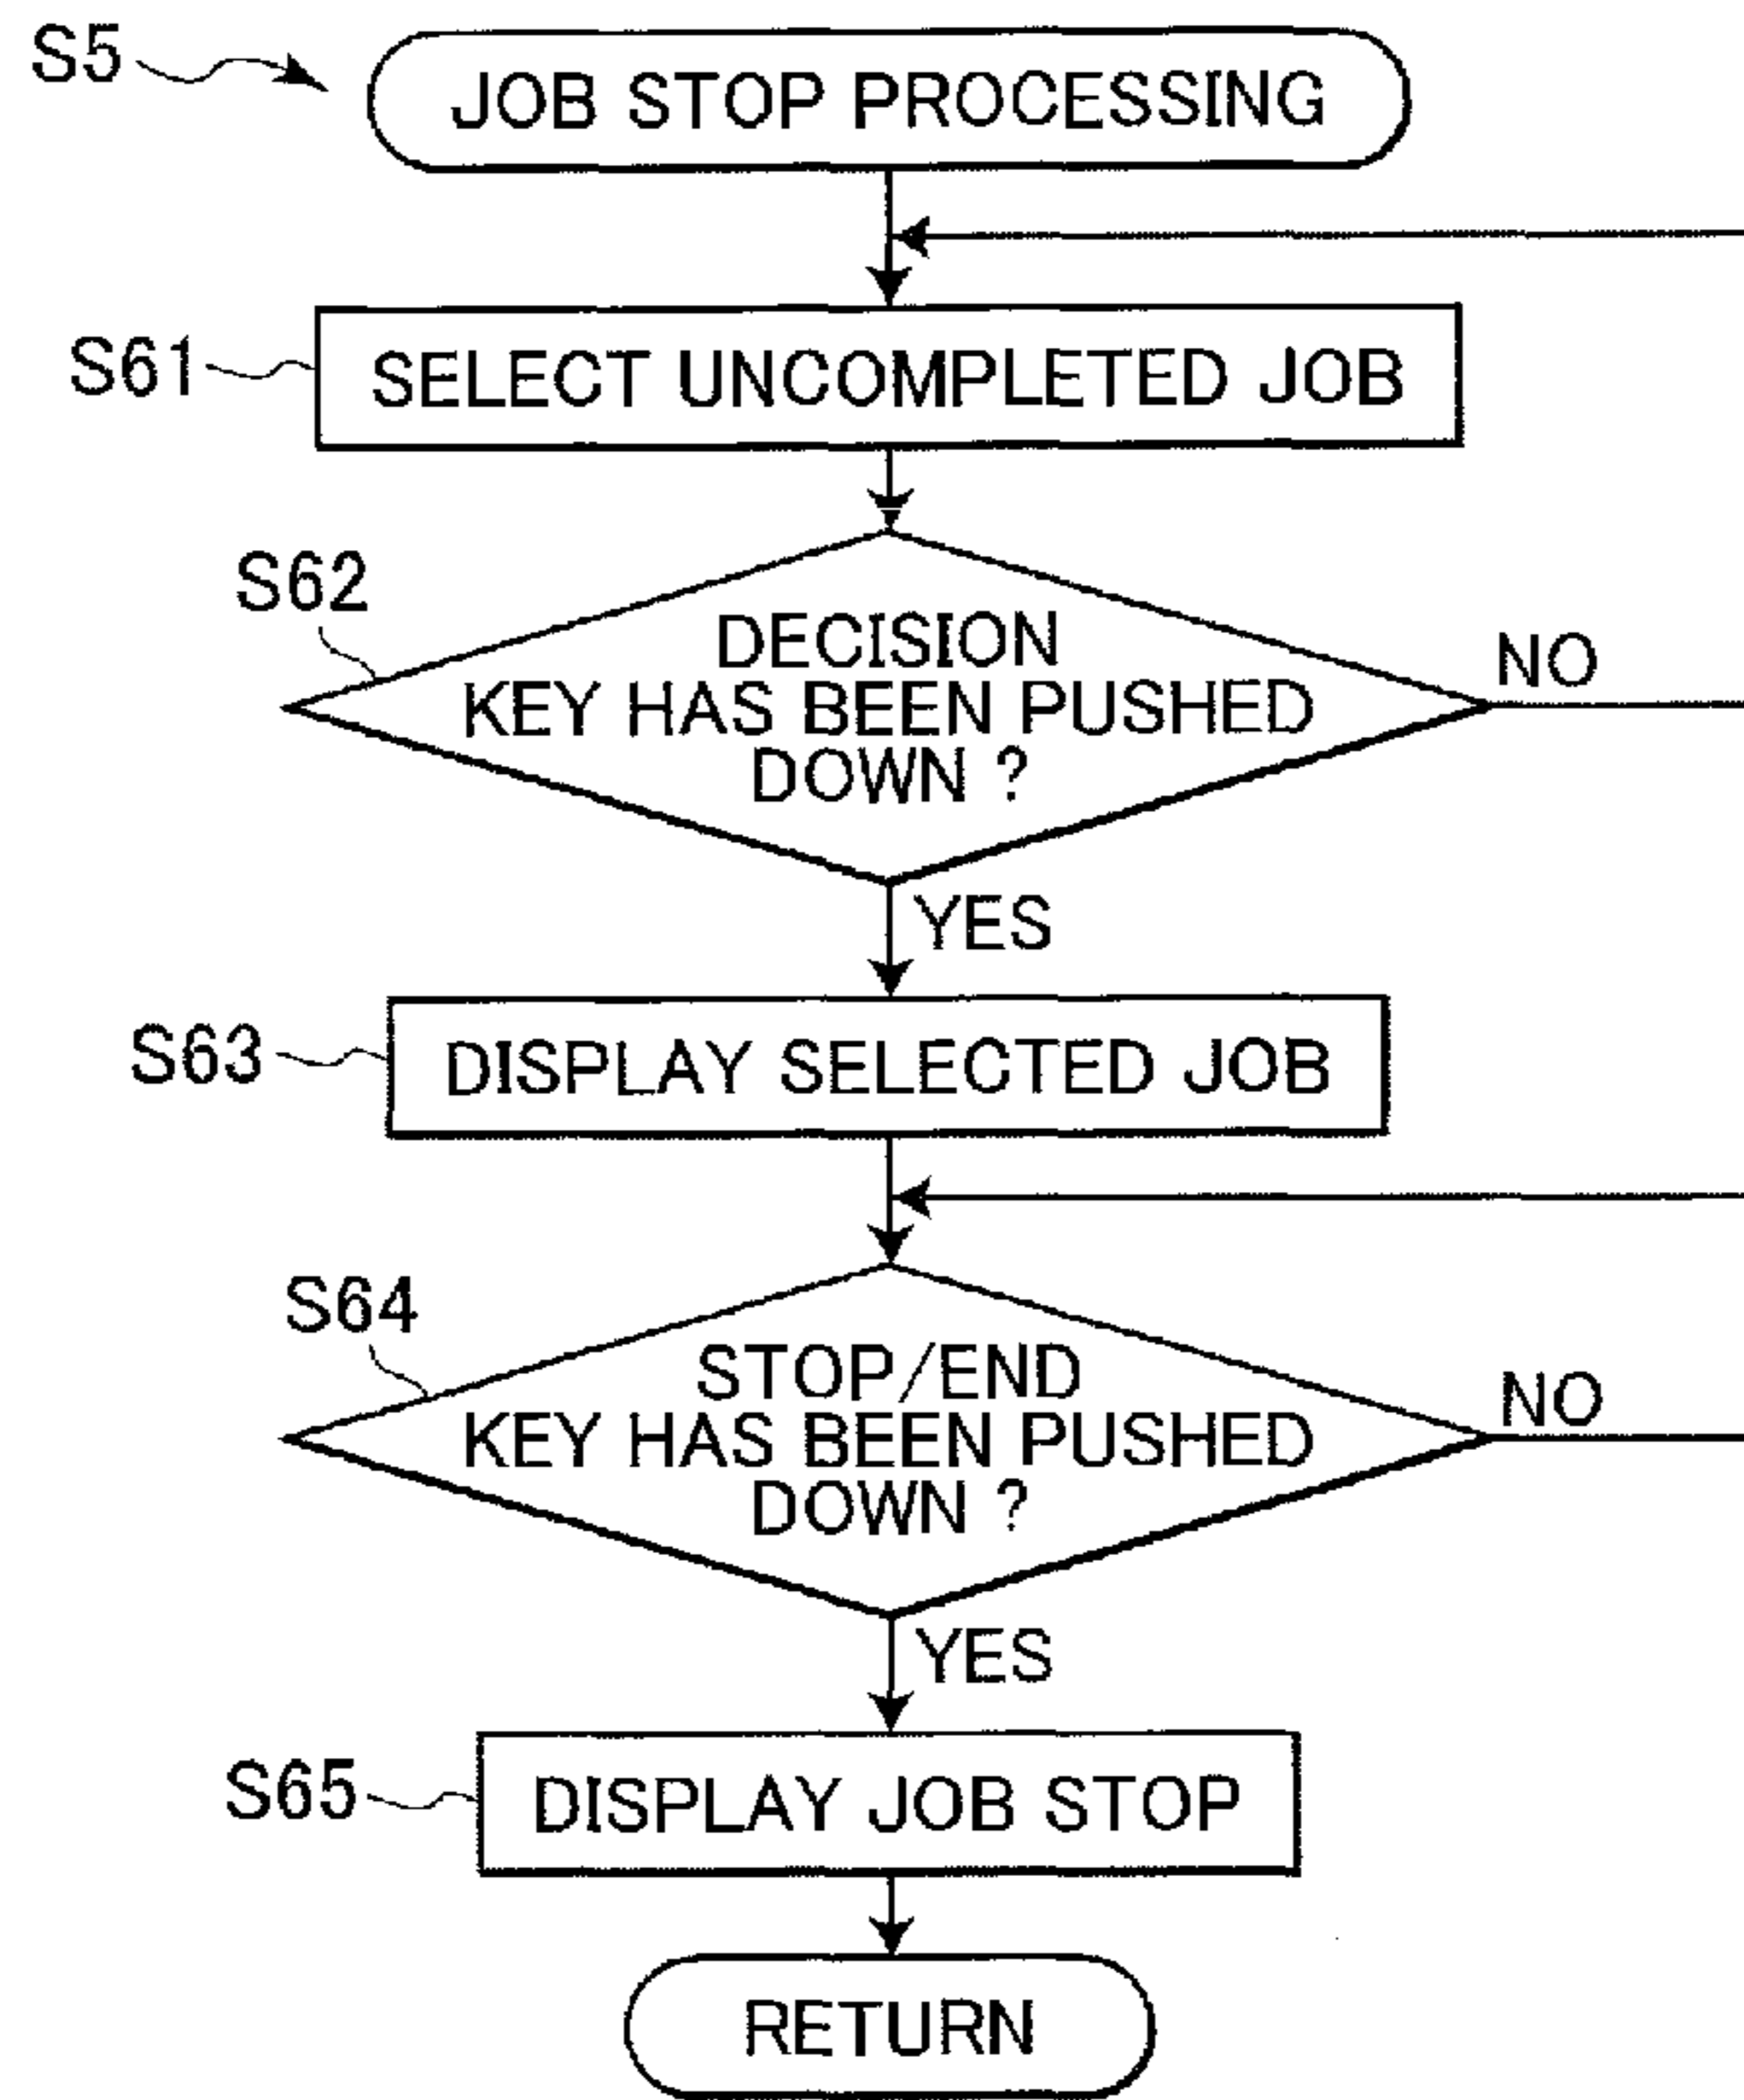 S5
JOB STOP PROCESSING
S61
SELECT UNCOMPLETED JOB
S62
DECISION
KEY HAS BEEN PUSHED
DOWN ?
NO
YES
S63
DISPLAY SELECTED JOB
S64
STOP/END
KEY HAS BEEN PUSHED
DOWN ?
NO
YES
S65
DISPLAY JOB STOP
RETURN